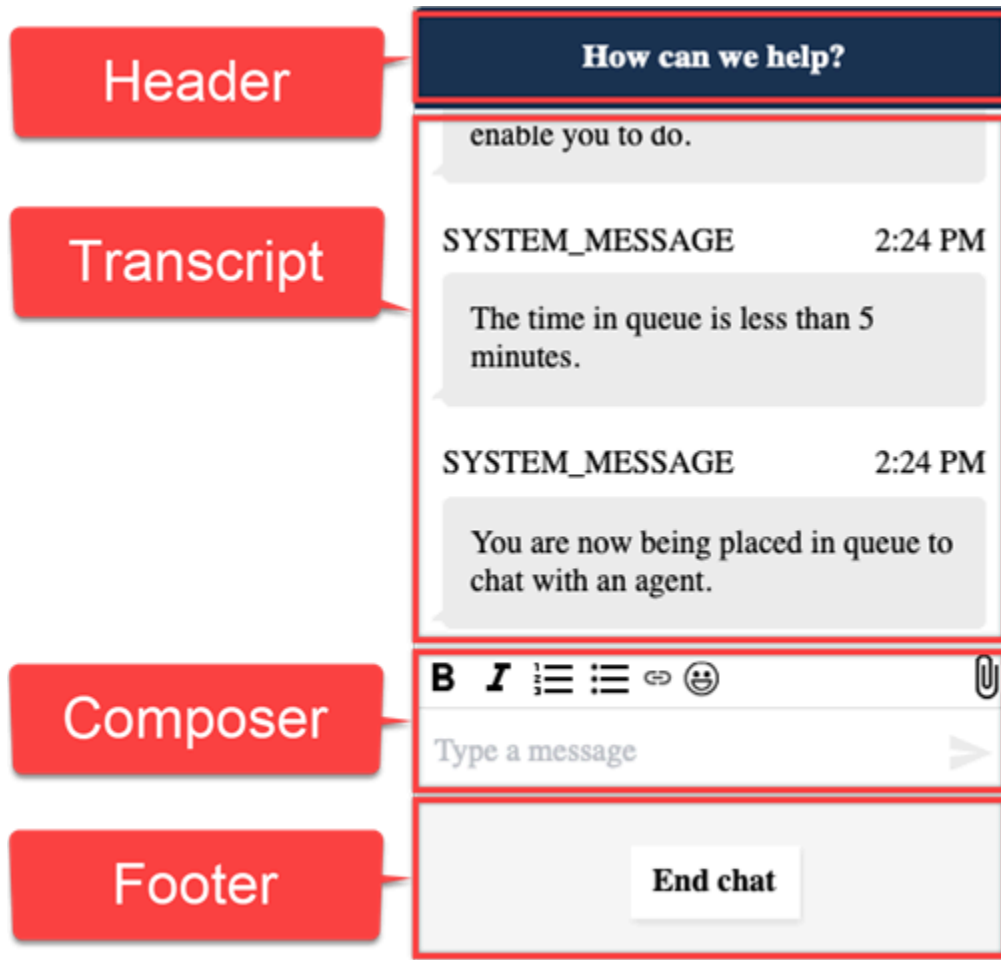 Header
How can we help?
enable you to do.
Transcript
SYSTEM_MESSAGE 2:24 PM
The time in queue is less than 5
minutes.
SYSTEM_MESSAGE 2:24 PM
You are now being placed in queue to
chat with an agent.
Composer
B I
Type a message
Footer
End chat